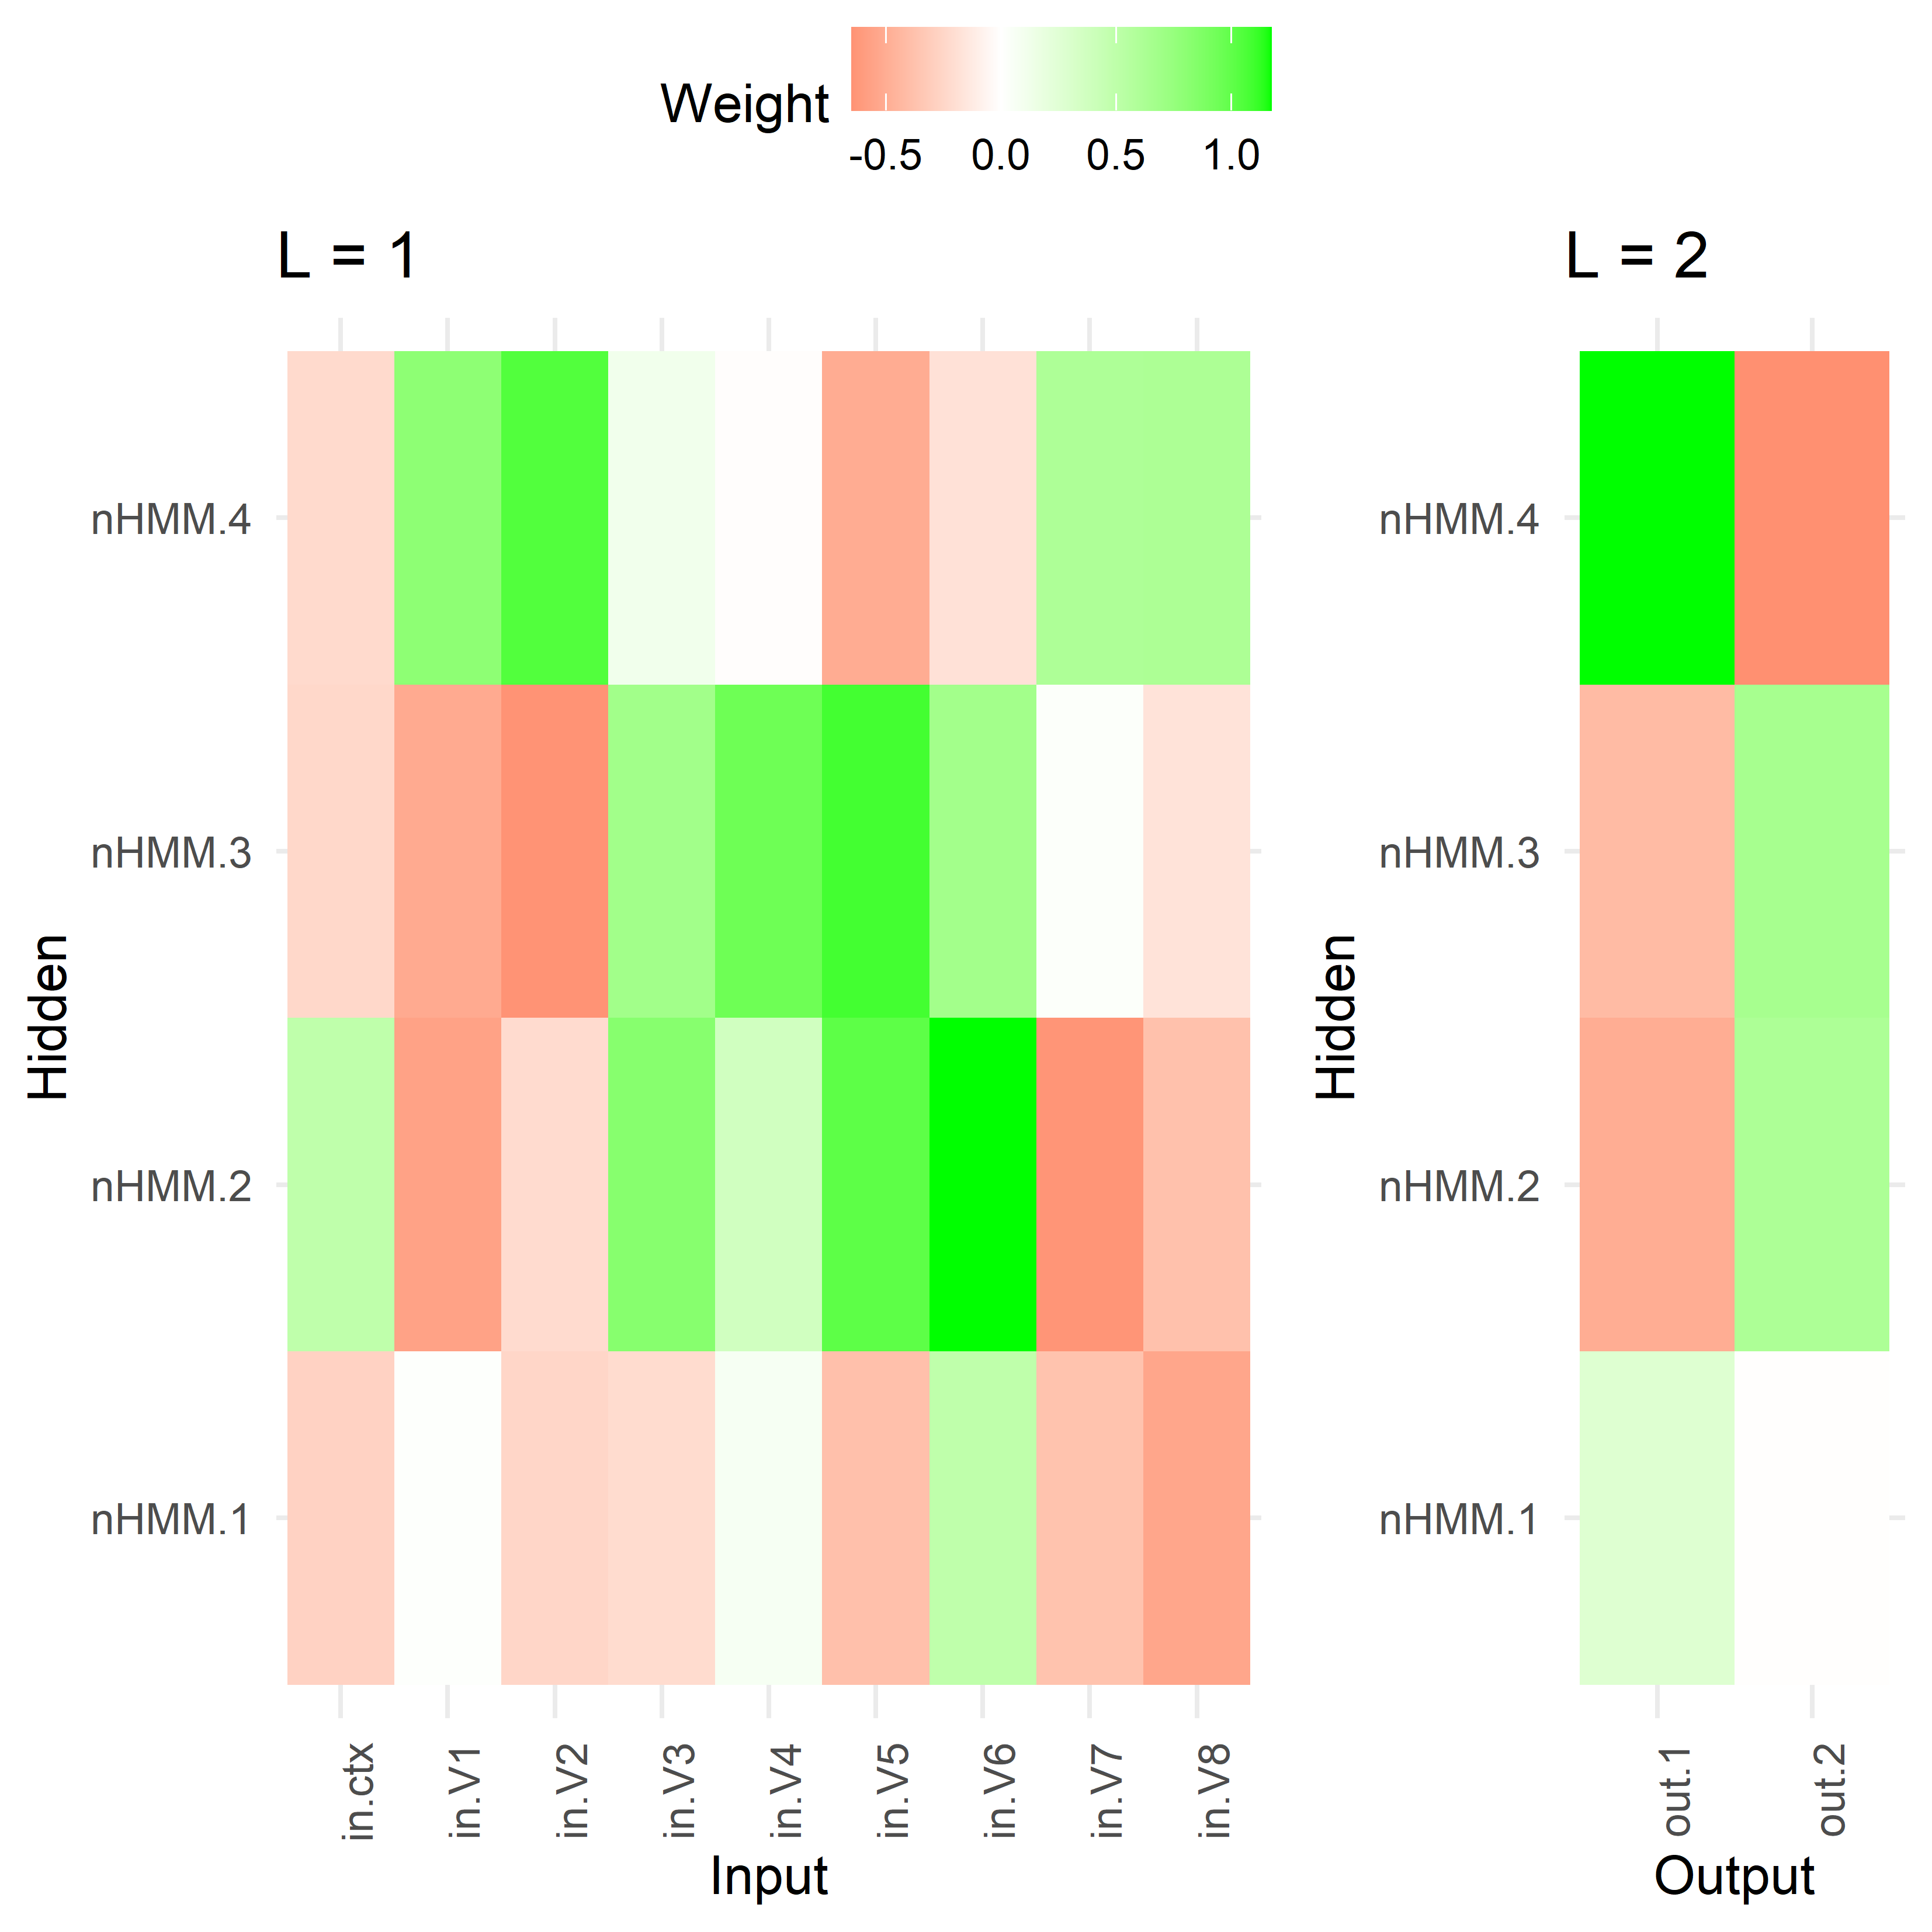 Weight
-0.5 0.0 0.5 1.0
L = 1
nHMM.4
nHMM.3
nHMM.2
nHMM.1
Hidden
in.ctx in.V1 in.V2 in.V3 in.V4 in.V5 in.V6 in.V7 in.V8
Input
L = 2
nHMM.4
nHMM.3
nHMM.2
nHMM.1
Hidden
out.1 out.2
Output